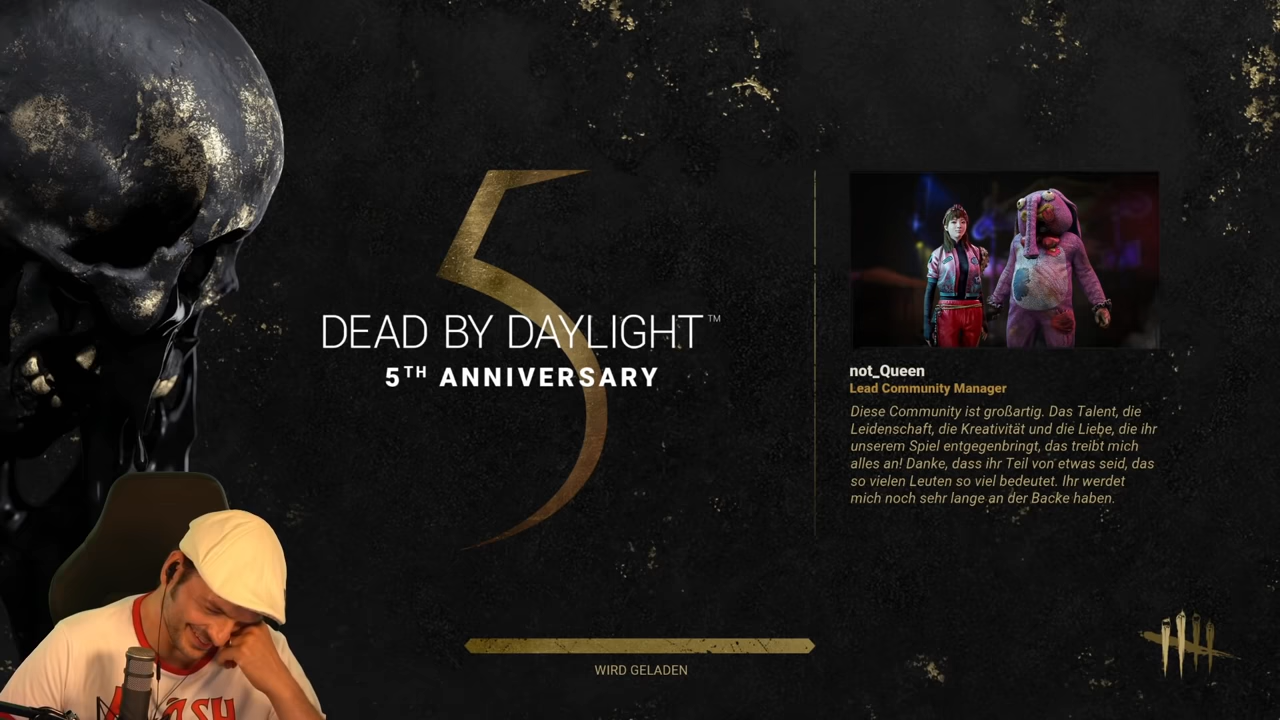 DEAD BY DAYLIGHT™
5TH ANNIVERSARY
not_Queen
Lead Community Manager
Diese Community ist großartig. Das Talent, die
Leidenschaft, die Kreativität und die Liebe, die ihr
unserem Spiel entgegenbringt, das treibt mich
alles an! Danke, dass ihr Teil von etwas seid, das
so vielen Leuten so viel bedeutet. Ihr werdet
mich noch sehr lange an der Backe haben.
WIRD GELADEN